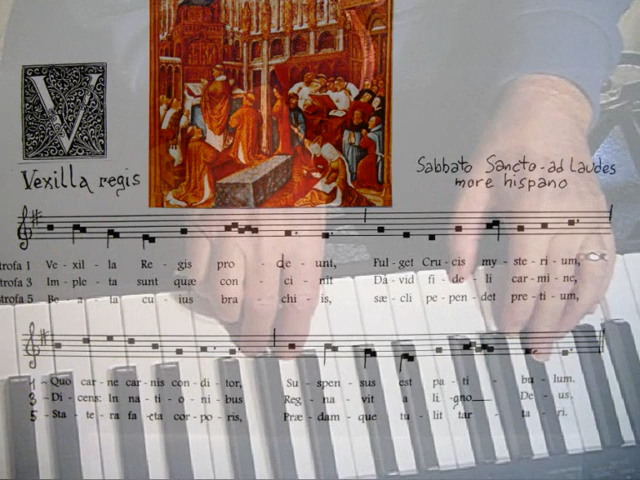 V
Vexilla regis
Sabbato Sancto - ad Laudes
more hispano
trofa 1 Ve - xil - la Re - gis pro - de - unt, Ful - get Cru - cis my - ste - ri - um,
trofa 3 Im - ple - ta sunt quæ con - ci - nit Da - vid fi - de - li car - mi - ne,
trofa 5 Be - a - ta cu - ius bra - chi - is, sæ - cli pe - pen - det pre - ti - um,
1 - Quo car - ne car - nis con - di - tor, Su - spen - sus est pa - ti - bu - lum.
3 - Di - cens: In na - ti - o - ni - bus Reg - na - vit a li - gno De - us.
5 - Sta - te - ra fa - cta cor - po - ris, Præ - dam - que tu - lit tar - ta - ri.